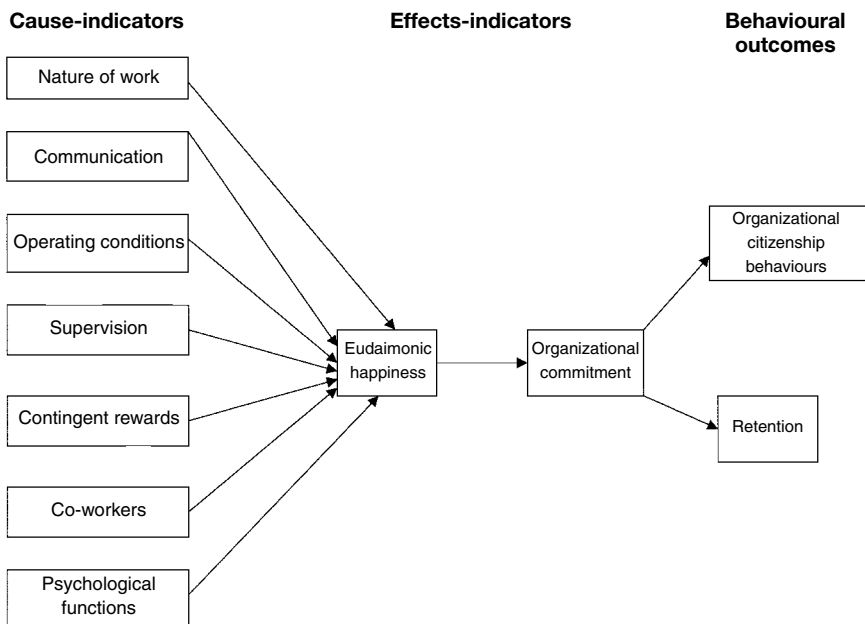 Cause-indicators
Effects-indicators
Behavioural
outcomes
Nature of work
Communication
Operating conditions
Supervision
Contingent rewards
Co-workers
Psychological
functions
Eudaimonic
happiness
Organizational
commitment
Organizational
citizenship
behaviours
Retention